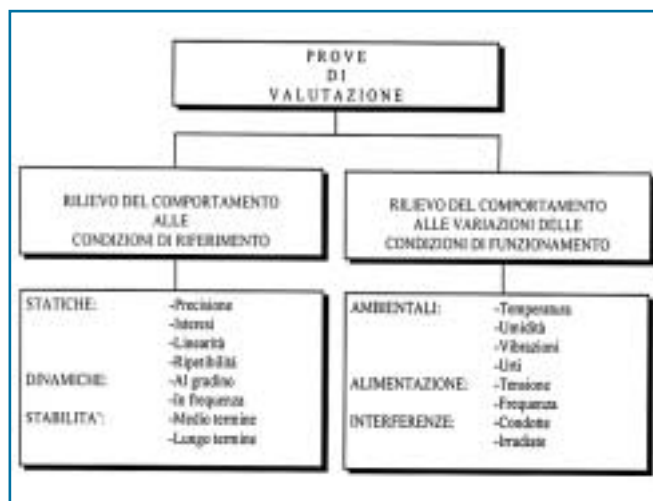 PROVE
DI
VALUTAZIONE
RILIEVO DEL COMPORTAMENTO
ALLE
CONDIZIONI DI RIFERIMENTO
RILIEVO DEL COMPORTAMENTO
ALLE VARIAZIONI DELLE
CONDIZIONI DI FUNZIONAMENTO
STATICHE: -Precisione
-Isteresi
-Linearità
-Ripetibilità
DINAMICHE: -Al gradino
-In frequenza
STABILITA': -Medio termine
-Lungo termine
AMBIENTALI: -Temperatura
-Umidità
-Vibrazioni
-Urti
ALIMENTAZIONE: -Tensione
-Frequenza
INTERFERENZE: -Condotte
-Irradiate